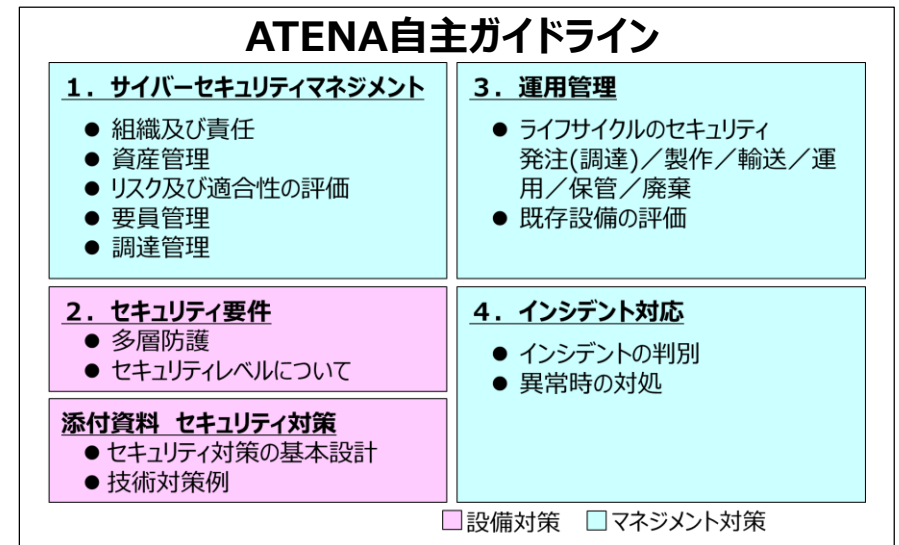 ATENA自主ガイドライン
１．サイバーセキュリティマネジメント
● 組織及び責任
● 資産管理
● リスク及び適合性の評価
● 要員管理
● 調達管理
２．セキュリティ要件
● 多層防護
● セキュリティレベルについて
添付資料 セキュリティ対策
● セキュリティ対策の基本設計
● 技術対策例
３．運用管理
● ライフサイクルのセキュリティ
発注(調達)／製作／輸送／運
用／保管／廃棄
● 既存設備の評価
４．インシデント対応
● インシデントの判別
● 異常時の対処
設備対策 マネジメント対策